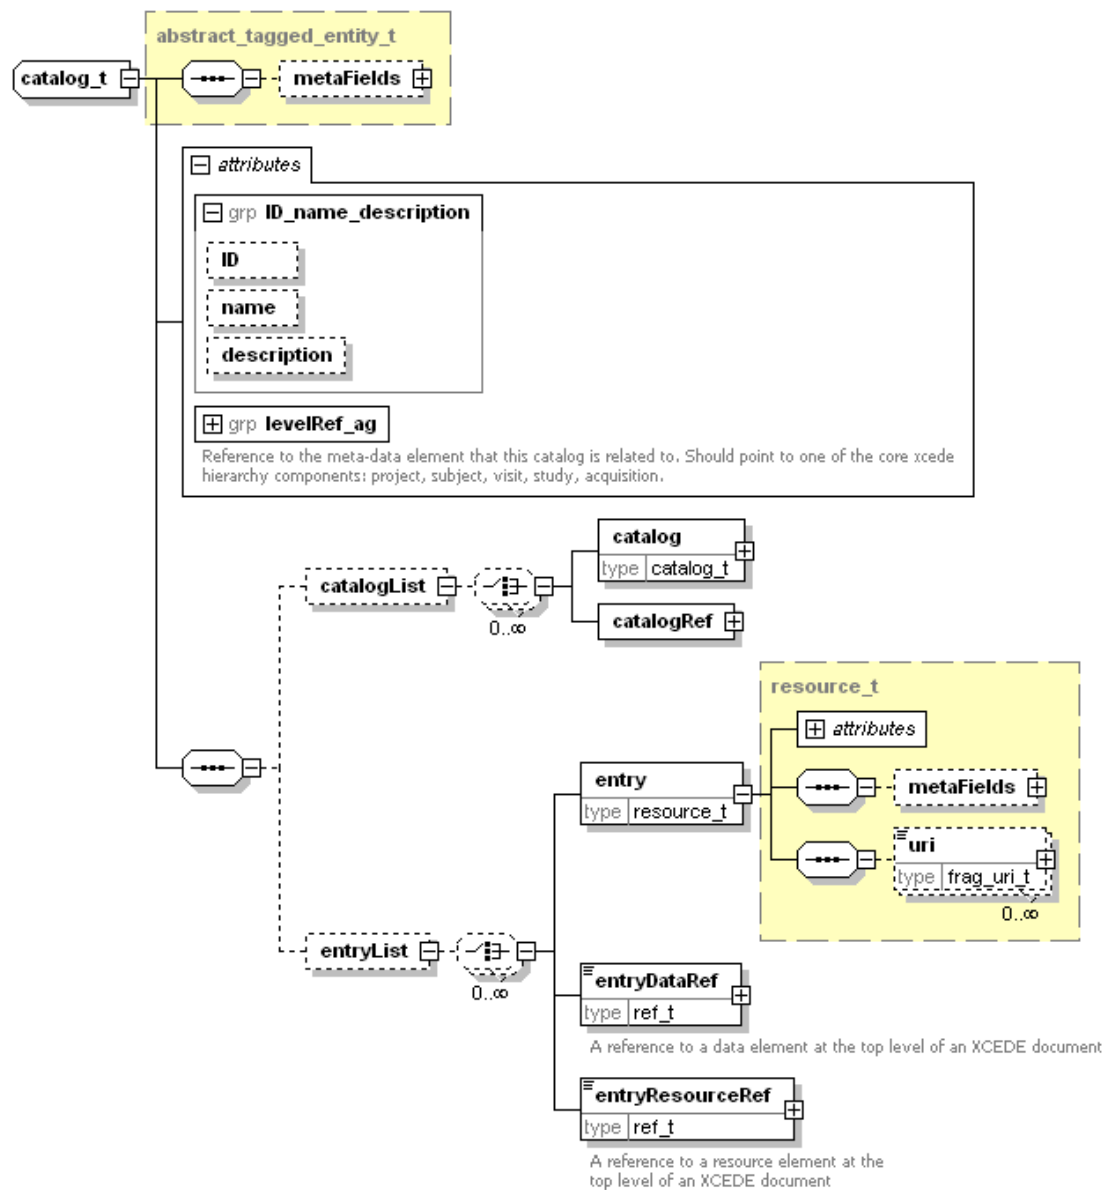 abstract_tagged_entity_t
catalog_t
metaFields
attributes
grp ID_name_description
ID
name
description
grp levelRef_ag
Reference to the meta-data element that this catalog is related to. Should point to one of the core xcede
hierarchy components: project, subject, visit, study, acquisition.
catalog
type catalog_t
catalogList
0..∞
catalogRef
resource_t
attributes
entry
type resource_t
metaFields
uri
type frag_uri_t
0..∞
entryList
0..∞
entryDataRef
type ref_t
A reference to a data element at the top level of an XCEDE document
entryResourceRef
type ref_t
A reference to a resource element at the
top level of an XCEDE document